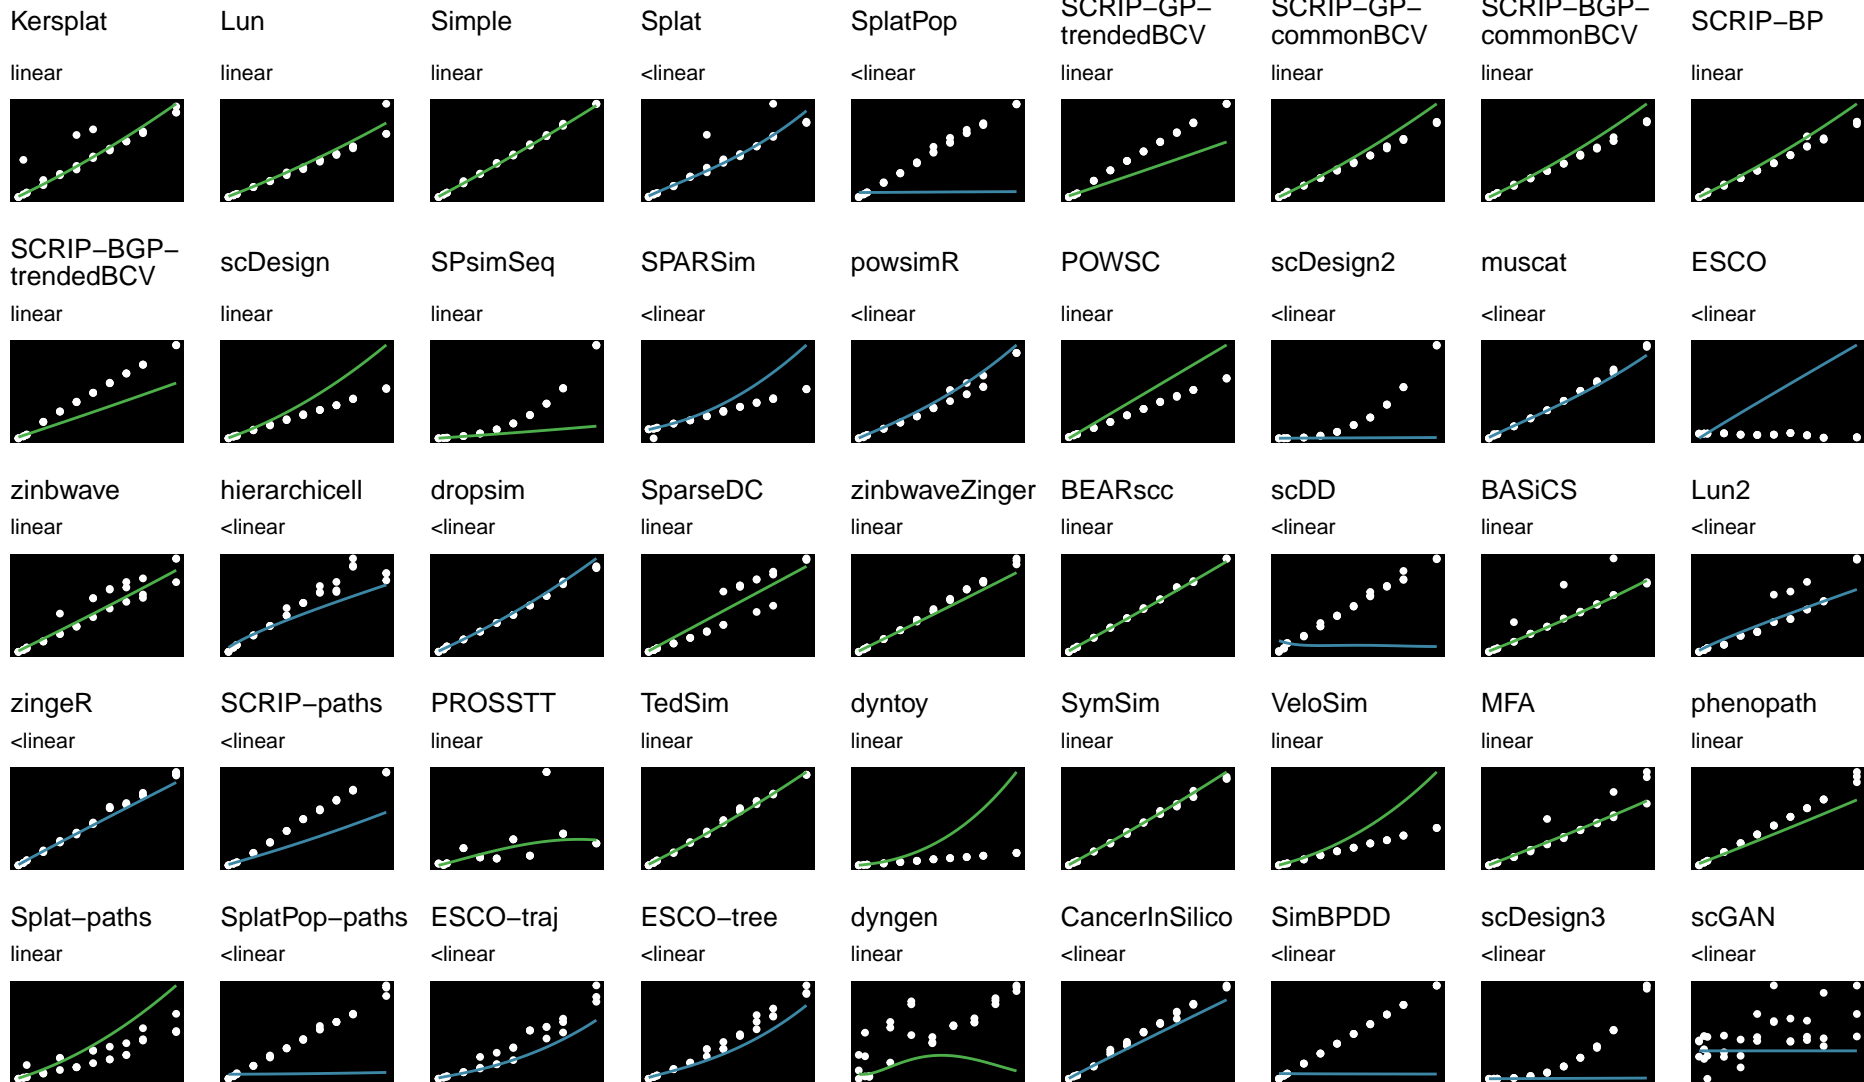 Kersplat
Lun
Simple
Splat
SplatPop
SCRIP−GP−
trendedBCV
SCRIP−GP−
commonBCV
SCRIP−BGP−
commonBCV
SCRIP−BP
linear
linear
linear
<linear
<linear
linear
linear
linear
linear
SCRIP−BGP−
trendedBCV
scDesign
SPsimSeq
SPARSim
powsimR
POWSC
scDesign2
muscat
ESCO
linear
linear
linear
<linear
<linear
linear
<linear
<linear
<linear
zinbwave
hierarchicell
dropsim
SparseDC
zinbwaveZinger
BEARscc
scDD
BASiCS
Lun2
linear
<linear
<linear
linear
linear
linear
<linear
linear
<linear
zingeR
SCRIP−paths
PROSSTT
TedSim
dyntoy
SymSim
VeloSim
MFA
phenopath
<linear
<linear
linear
linear
linear
linear
linear
linear
linear
Splat−paths
SplatPop−paths
ESCO−traj
ESCO−tree
dyngen
CancerInSilico
SimBPDD
scDesign3
scGAN
linear
<linear
<linear
<linear
linear
<linear
<linear
<linear
<linear